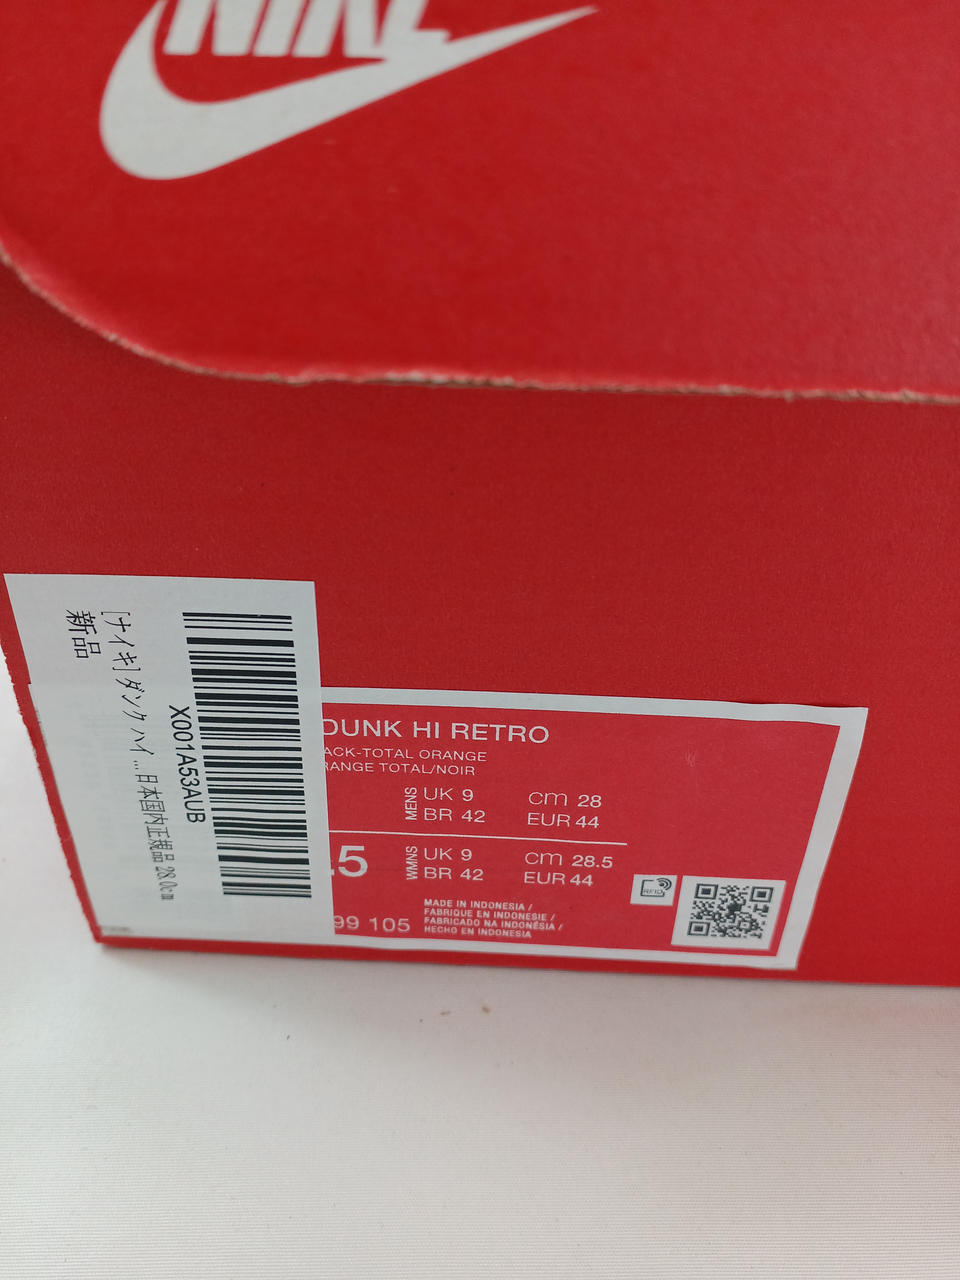 NIKE
DUNK HI RETRO
ACK-TOTAL ORANGE
RANGE TOTAL/NOIR
MENS
UK 9
cm 28
BR 42
EUR 44
.5
WMNS
UK 9
cm 28.5
BR 42
EUR 44
99 105
MADE IN INDONESIA /
FABRIQUE EN INDONESIE /
FABRICADO NA INDONÉSIA /
HECHO EN INDONESIA
RFID
X001A53AUB
[ナイキ] ダンク ハイ ... 日本国内正規品 28.0cm
新品